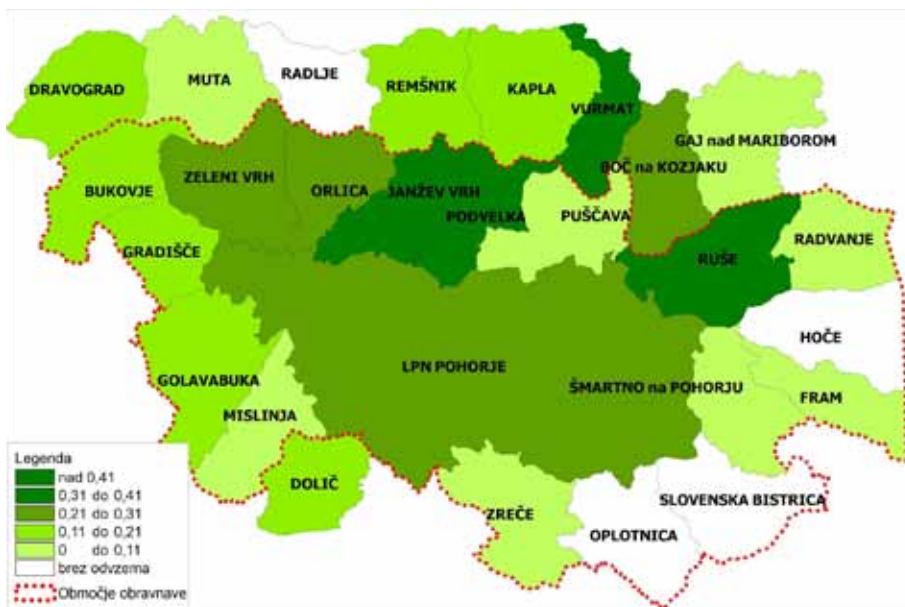 DRAVOGRAD
MUTA
RADLJE
REMŠNIK
KAPLA
VURMAT
GAJ nad MARIBOROM
BOČ na KOZJAKU
BUKOVJE
ZELENI VRH
ORLICA
JANŽEV VRH
PODVELKA
PUŠČAVA
GRADIŠČE
RUŠE
RADVANJE
HOČE
GOLAVABUKA
LPN POHORJE
ŠMARTNO na POHORJU
FRAM
MISLINJA
DOLIČ
ZREČE
OPLOTNICA
SLOVENSKA BISTRICA
Legenda
nad 0,41
0,31 do 0,41
0,21 do 0,31
0,11 do 0,21
0 do 0,11
brez odvzema
Območje obravnave